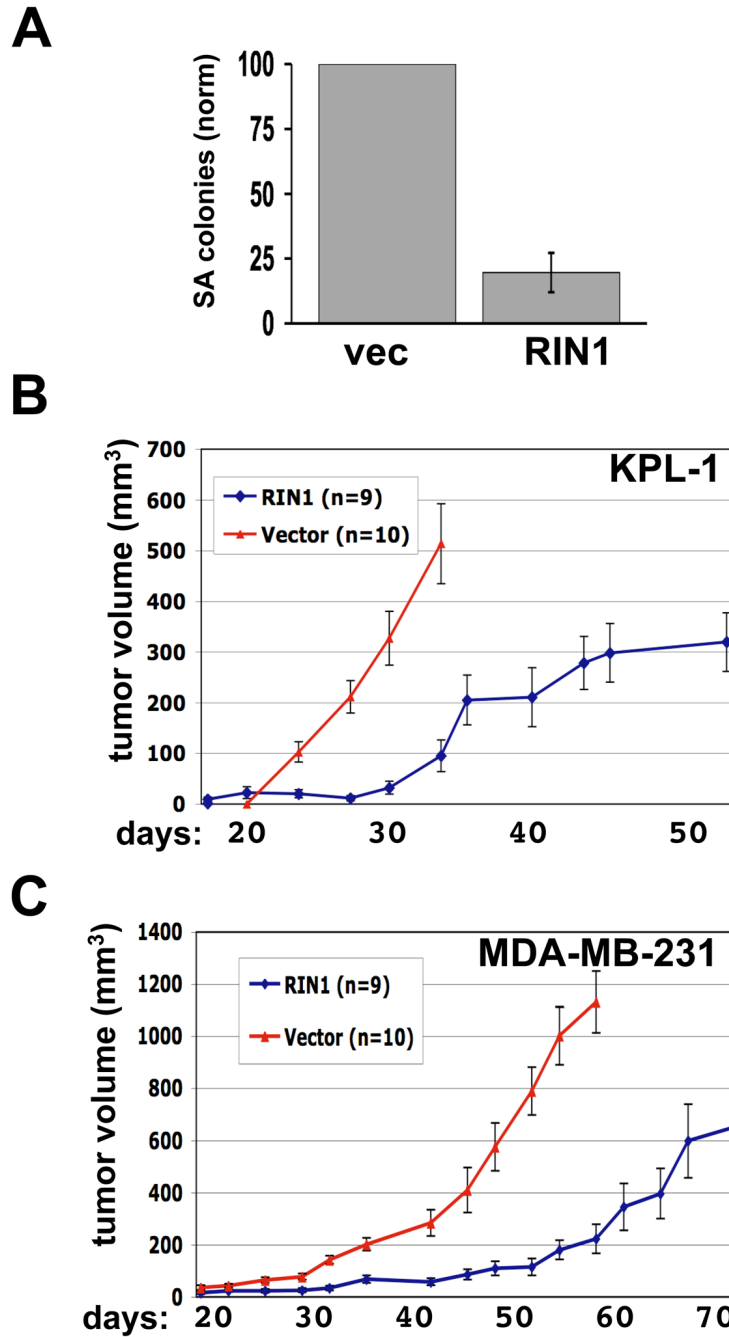 A
SA colonies (norm)
100
75
50
25
0
vec RIN1
B
tumor volume (mm³)
700
600
500
400
300
200
100
0
KPL-1
RIN1 (n=9)
Vector (n=10)
days: 20 30 40 50
C
tumor volume (mm³)
1400
1200
1000
800
600
400
200
0
MDA-MB-231
RIN1 (n=9)
Vector (n=10)
days: 20 30 40 50 60 70